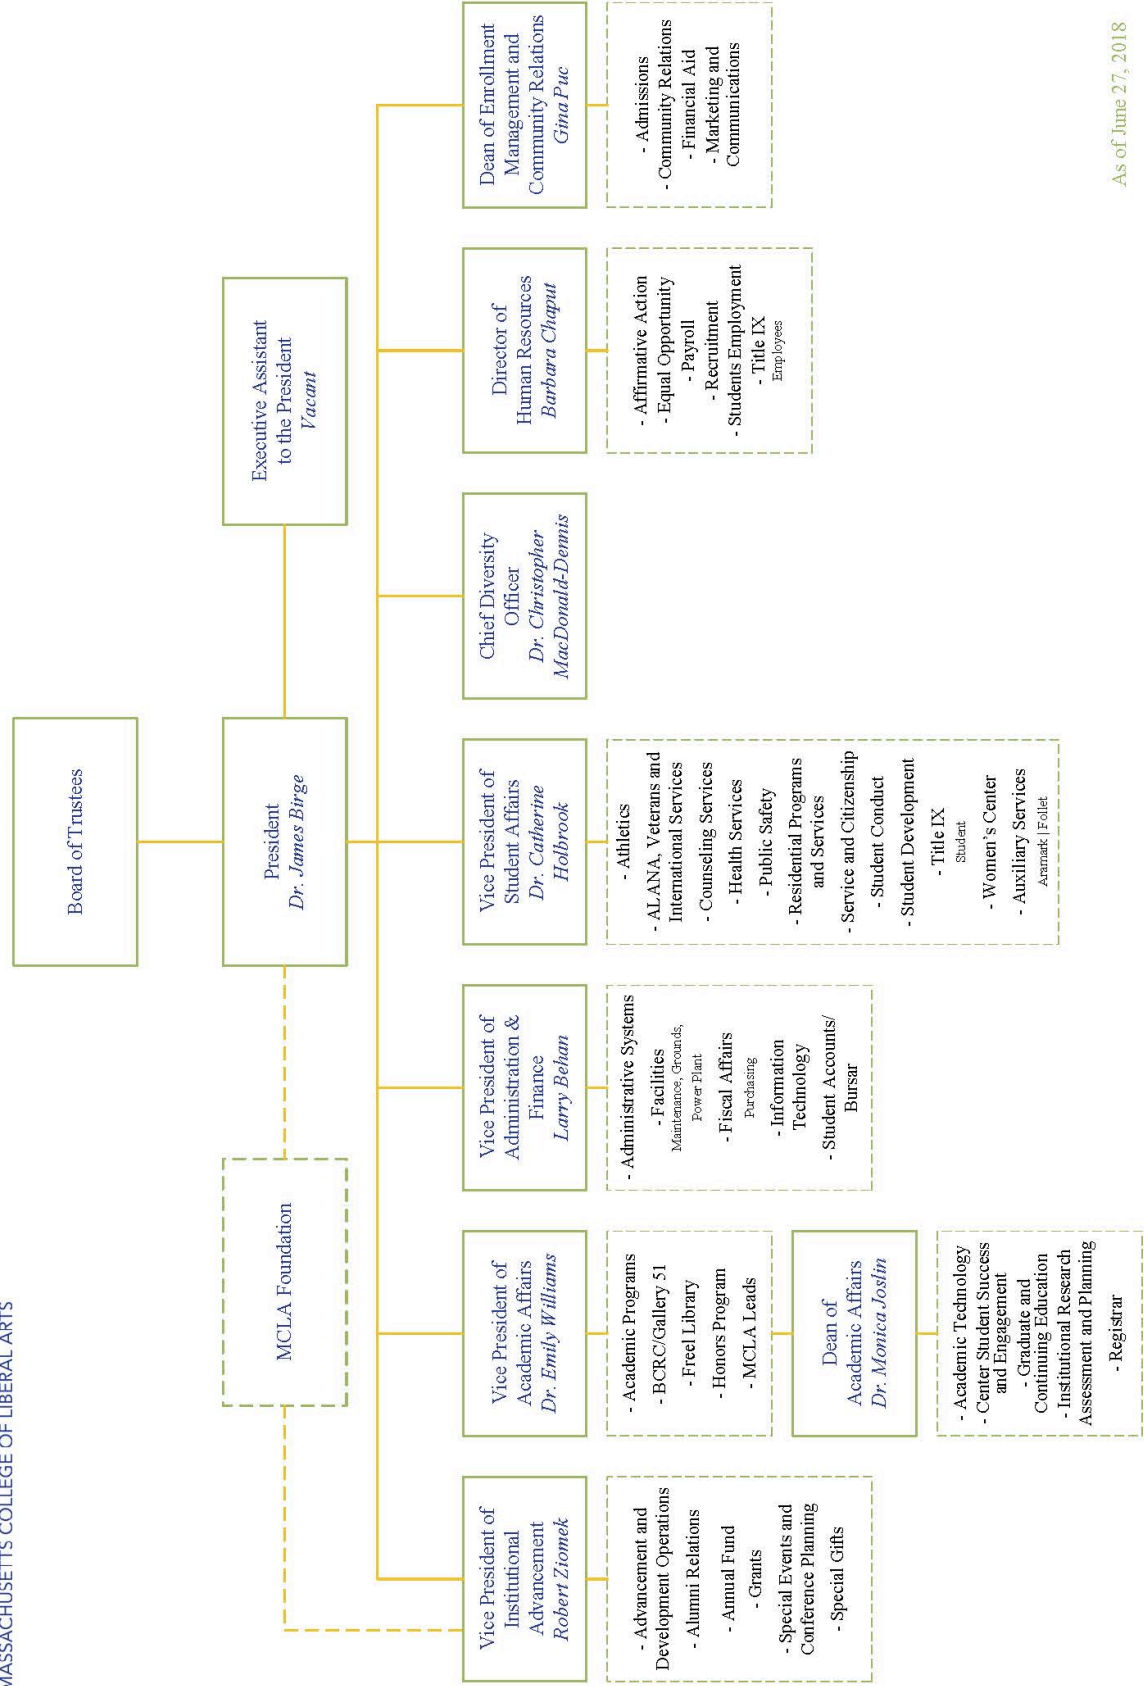 MASSACHUSETTS COLLEGE OF LIBERAL ARTS
Board of Trustees
MCLA Foundation
President
Dr. James Birge
Executive Assistant
to the President
Vacant
Vice President of
Institutional
Advancement
Robert Ziomek
- Advancement and
Development Operations
- Alumni Relations
- Annual Fund
- Grants
- Special Events and
Conference Planning
- Special Gifts
Vice President of
Academic Affairs
Dr. Emily Williams
- Academic Programs
- BCRC/Gallery 51
- Freel Library
- Honors Program
- MCLA Leads
Dean of
Academic Affairs
Dr. Monica Joslin
- Academic Technology
- Center Student Success
and Engagement
- Graduate and
Continuing Education
- Institutional Research
Assessment and Planning
- Registrar
Vice President of
Administration &
Finance
Larry Behan
- Administrative Systems
- Facilities
Maintenance, Grounds,
Power Plant
- Fiscal Affairs
Purchasing
- Information
Technology
- Student Accounts/
Bursar
Vice President of
Student Affairs
Dr. Catherine
Holbrook
- Athletics
- ALANA, Veterans and
International Services
- Counseling Services
- Health Services
- Public Safety
- Residential Programs
and Services
- Service and Citizenship
- Student Conduct
- Student Development
- Title IX
Student
- Women's Center
- Auxiliary Services
Aramark | Follet
Chief Diversity
Officer
Dr. Christopher
MacDonald-Dennis
Director of
Human Resources
Barbara Chaput
- Affirmative Action
- Equal Opportunity
- Payroll
- Recruitment
- Students Employment
- Title IX
Employees
Dean of Enrollment
Management and
Community Relations
Gina Puc
- Admissions
- Community Relations
- Financial Aid
- Marketing and
Communications
As of June 27, 2018